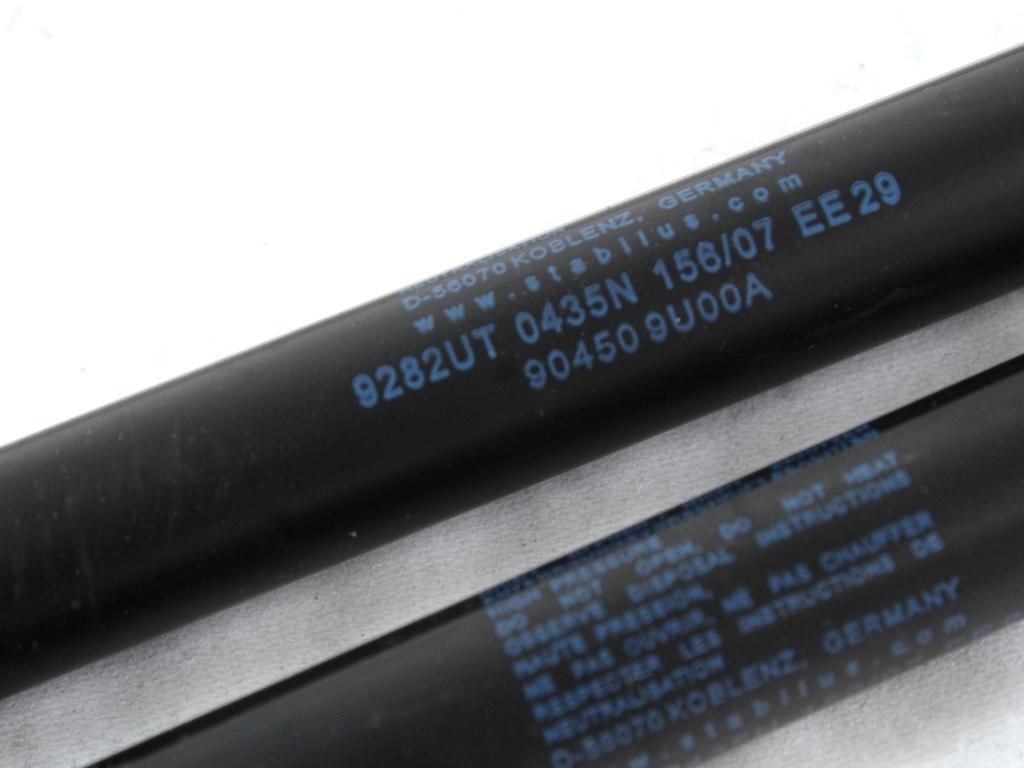 D-56070 KOBLENZ, GERMANY
www.stabilus.com
9282UT 0435N 156/07 EE29
90450 9U00A
HIGH PRESSURE, DO NOT HEAT
DO NOT OPEN,
OBSERVE DISPOSAL INSTRUCTIONS
HAUTE PRESSION,
NE PAS OUVRIR, NE PAS CHAUFFER
RESPECTER LES INSTRUCTIONS DE
NEUTRALISATION
D-56070 KOBLENZ, GERMANY
w.stabilus.com